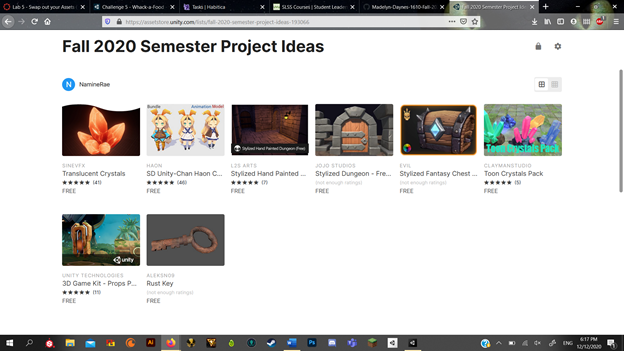 Lab 5 - Swap out your Assets
Challenge 5 - Whack-a-Food
Tasks | Habitica
SLSS Courses | Student Leader
Madelyn-Daynes-1610-Fall-20
Fall 2020 Semester Project Ideas
https://assetstore.unity.com/lists/fall-2020-semester-project-ideas-193066
Fall 2020 Semester Project Ideas
N NamineRae
Bundle Animation Model
Stylized Hand Painted Dungeon (Free)
Toon Crystals Pack
SINEVFX
Translucent Crystals
★★★★★ (41)
FREE
HAON
SD Unity-Chan Haon C...
★★★★★ (46)
FREE
L2S ARTS
Stylized Hand Painted ...
★★★★★ (7)
FREE
JOJO STUDIOS
Stylized Dungeon - Fre...
(not enough ratings)
FREE
EVIL
Stylized Fantasy Chest ...
(not enough ratings)
FREE
CLAYMANSTUDIO
Toon Crystals Pack
★★★★★ (5)
FREE
unity
UNITY TECHNOLOGIES
3D Game Kit - Props P...
★★★★★ (11)
FREE
ALEKSN09
Rust Key
(not enough ratings)
FREE
ENG
6:17 PM
12/12/2020